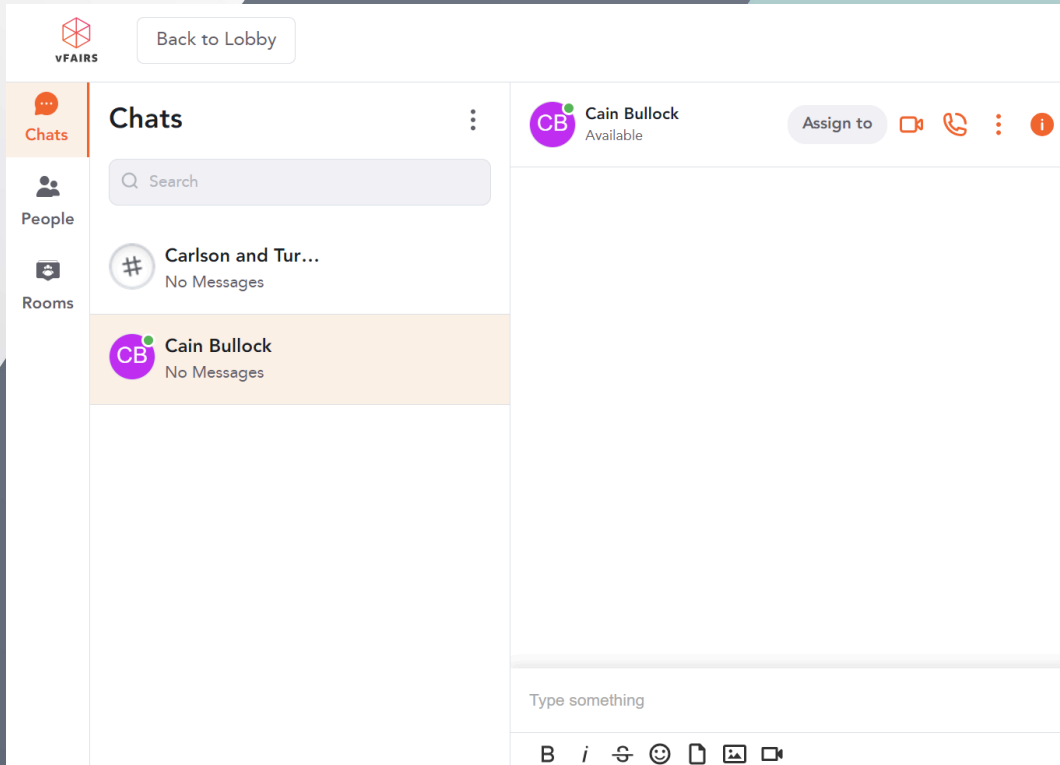 vFAIRS
Back to Lobby
Chats
People
Rooms
Chats
Search
Carlson and Tur...
No Messages
CB
Cain Bullock
No Messages
CB
Cain Bullock
Available
Assign to
i
Type something
B i S